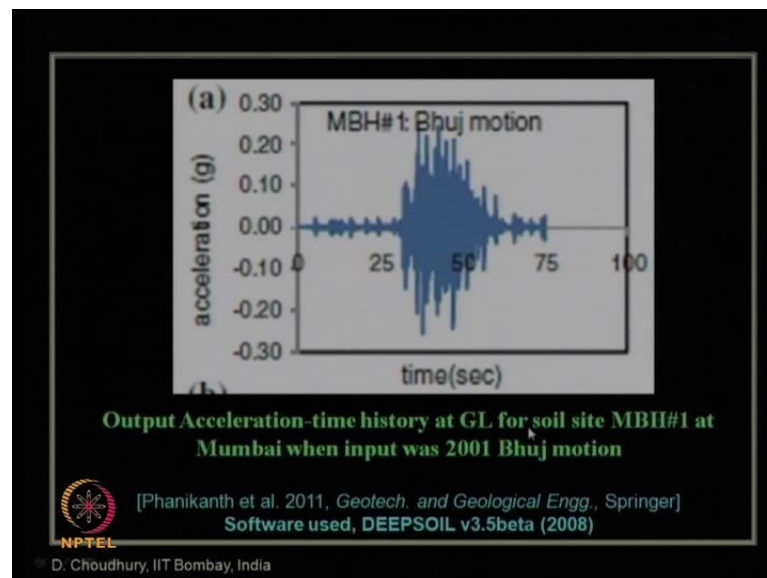 (a)
0.30
MBH#1: Bhuj motion
0.20
0.10
0.00
-0.10
-0.20
-0.30
acceleration (g)
0 25 50 75 100
time(sec)
Output Acceleration-time history at GL for soil site MBH#1 at
Mumbai when input was 2001 Bhuj motion
[Phanikanth et al. 2011, Geotech. and Geological Engg., Springer]
Software used, DEEPSOIL v3.5beta (2008)
NPTEL
D. Choudhury, IIT Bombay, India